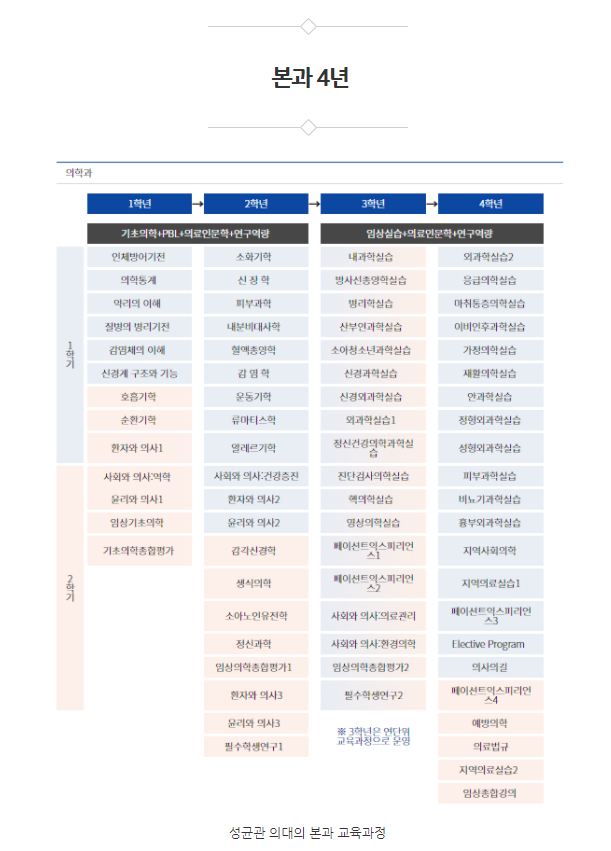 본과 4년
의학과
1학년 → 2학년 → 3학년 → 4학년
기초의학+PBL+의료인문학+연구역량 임상실습+의료인문학+연구역량
1학기
인체방어기전 소화기학 내과학실습 외과학실습2
의학통계 신 장 학 방사선종양학실습 응급의학실습
약리의 이해 피부과학 병리학실습 마취통증의학실습
질병의 병리기전 내분비대사학 산부인과학실습 이비인후과학실습
감염체의 이해 혈액종양학 소아청소년과학실습 가정의학실습
신경계 구조와 기능 감 염 학 신경과학실습 재활의학실습
호흡기학 운동기학 신경외과학실습 안과학실습
순환기학 류마티스학 외과학실습1 정형외과학실습
환자와 의사1 알레르기학 정신건강의학과학실습 성형외과학실습
2학기
사회와 의사:역학 사회와 의사:건강증진 진단검사의학실습 피부과학실습
윤리와 의사1 환자와 의사2 핵의학실습 비뇨기과학실습
임상기초의학 윤리와 의사2 영상의학실습 흉부외과학실습
기초의학종합평가 감각신경학 페이션트익스피리언스1 지역사회의학
생식의학 페이션트익스피리언스2 지역의료실습1
소아노인유전학 사회와 의사:의료관리 페이션트익스피리언스3
정신과학 사회와 의사:환경의학 Elective Program
임상의학종합평가1 임상의학종합평가2 의사의길
환자와 의사3 필수학생연구2 페이션트익스피리언스4
윤리와 의사3 ※ 3학년은 연단위 예방의학
필수학생연구1 교육과정으로 운영 의료법규
지역의료실습2
임상종합강의
성균관 의대의 본과 교육과정